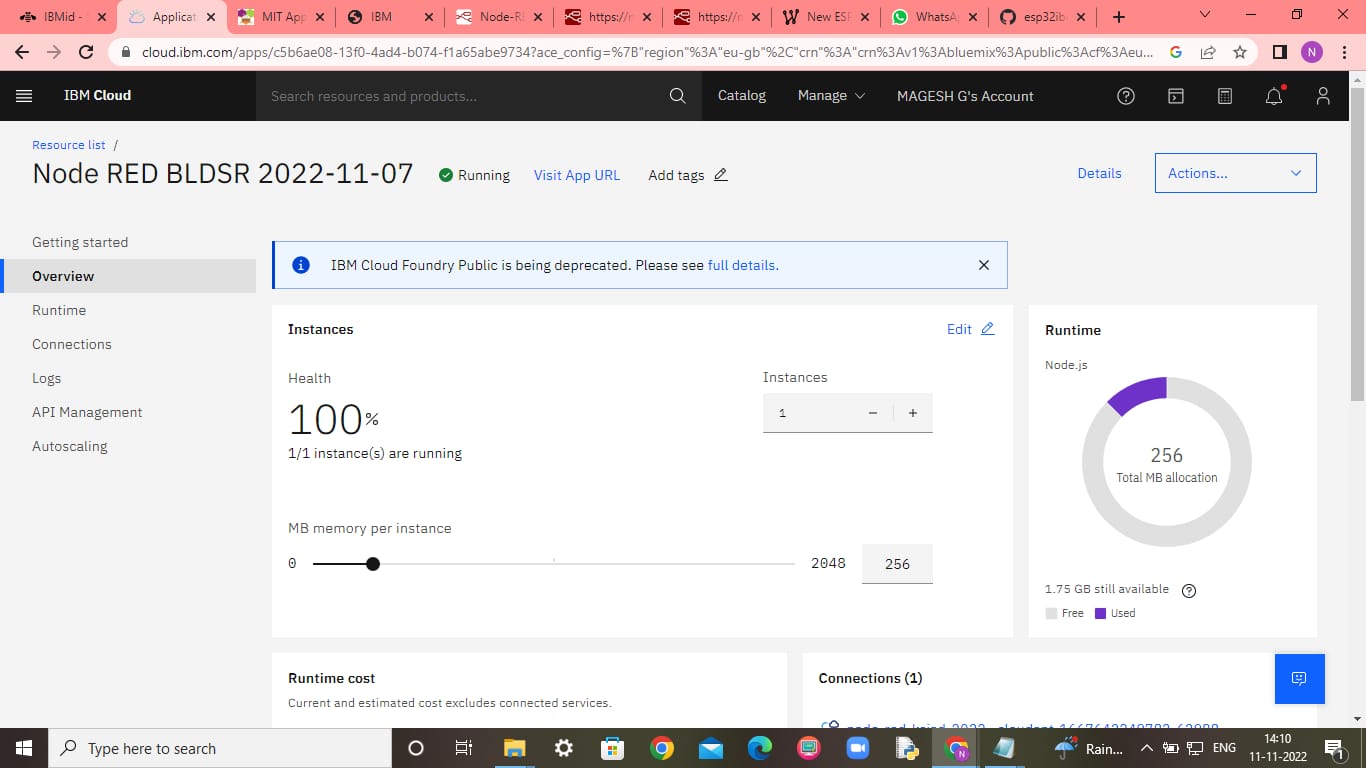 IBMid - S
Applicat
MIT App
IBM
Node-RE
https://n
https://n
New ESP
WhatsA
esp32ib
cloud.ibm.com/apps/c5b6ae08-13f0-4ad4-b074-f1a65abe9734?ace_config=%7B"region"%3A"eu-gb"%2C"crn"%3A"crn%3Av1%3Abluemix%3Apublic%3Acf%3Aeu...
N
IBM Cloud
Search resources and products...
Catalog
Manage
MAGESH G's Account
Resource list /
Node RED BLDSR 2022-11-07
Running
Visit App URL
Add tags
Details
Actions...
Getting started
Overview
Runtime
Connections
Logs
API Management
Autoscaling
IBM Cloud Foundry Public is being deprecated. Please see full details.
Instances
Edit
Health
100%
1/1 instance(s) are running
Instances
1
MB memory per instance
0
2048
256
Runtime
Node.js
256
Total MB allocation
1.75 GB still available
Free
Used
Runtime cost
Current and estimated cost excludes connected services.
Connections (1)
Type here to search
Rain...
ENG
14:10
11-11-2022
1